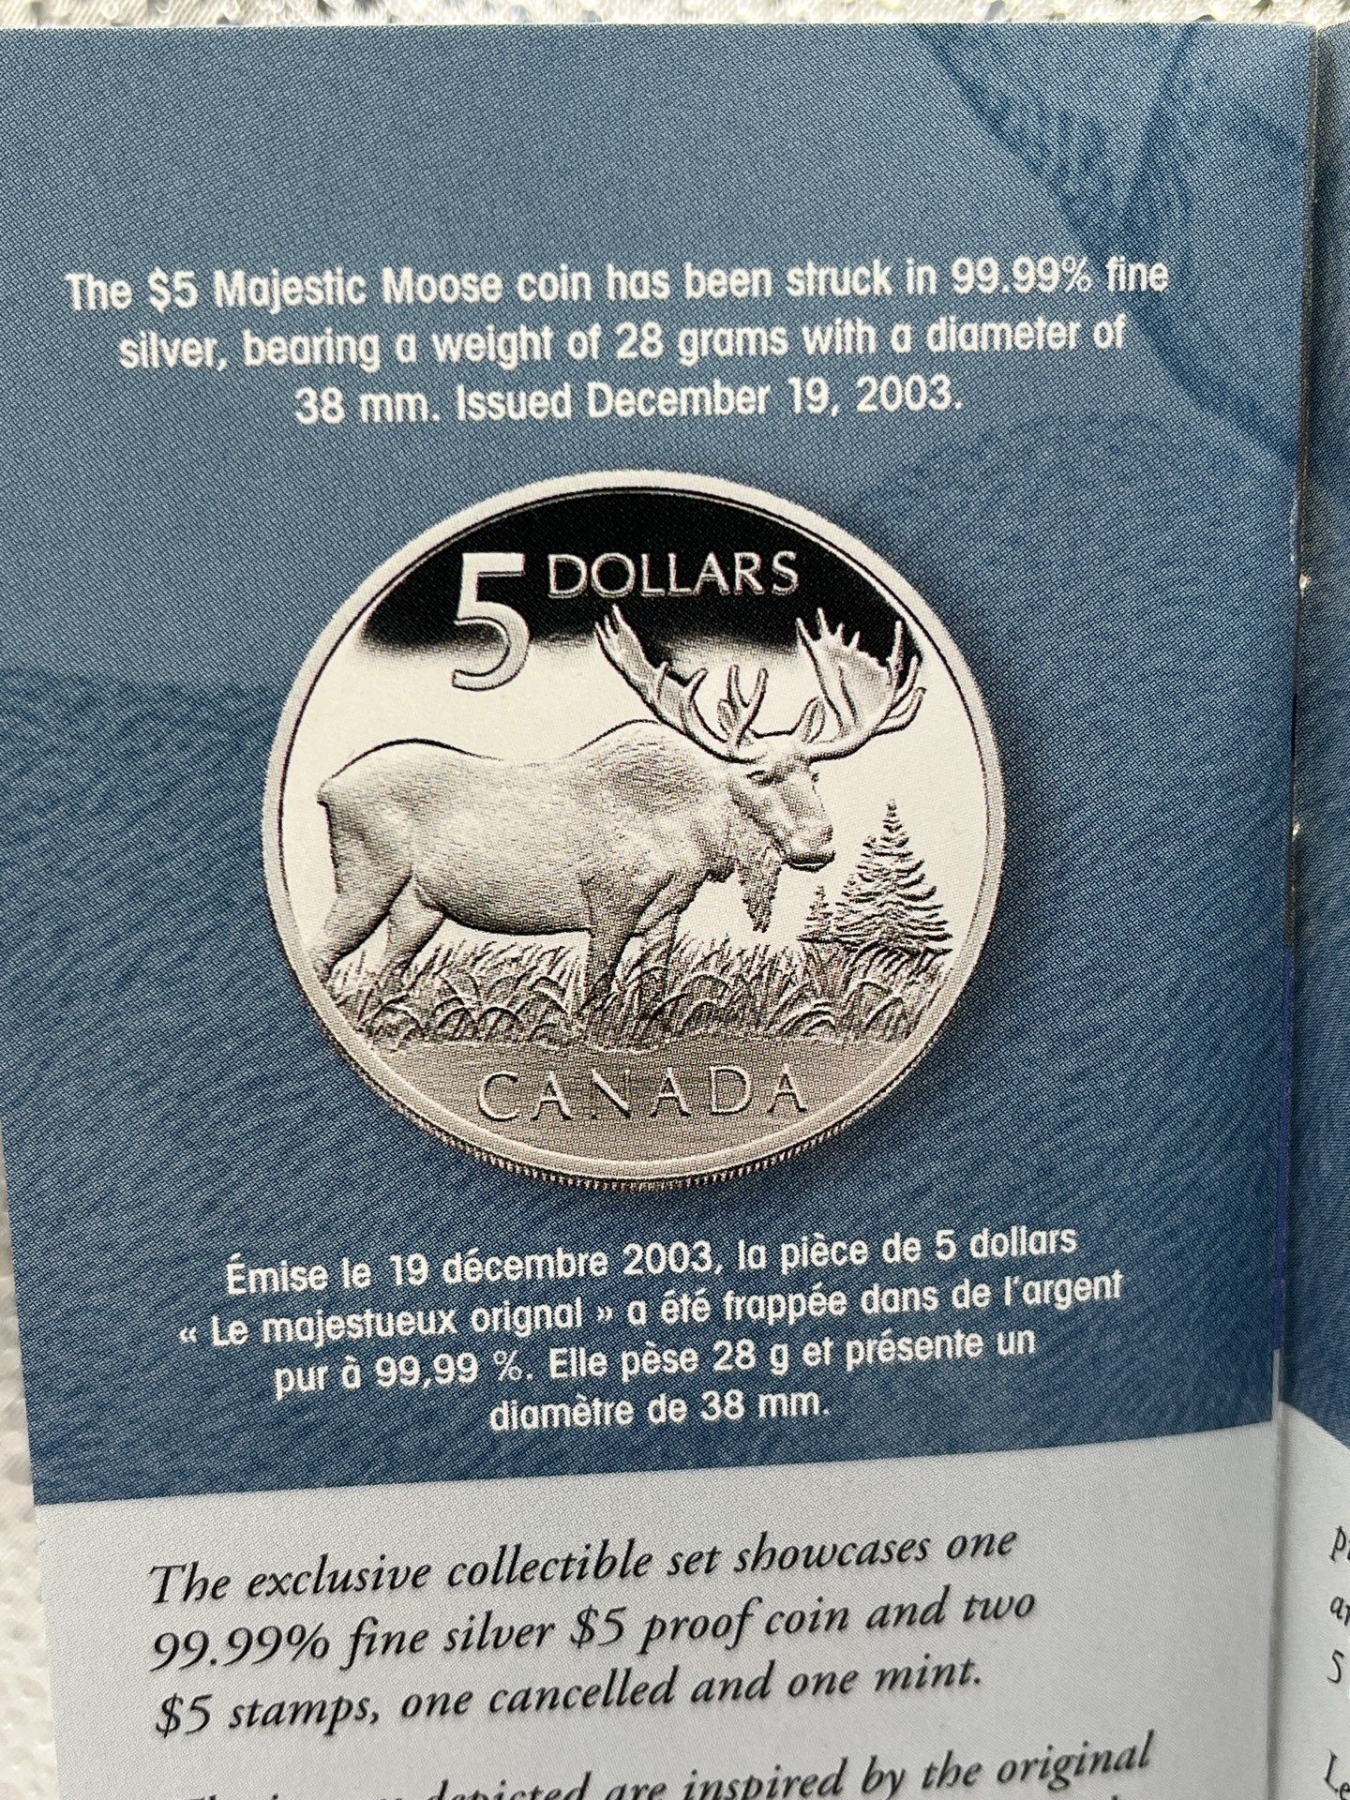 The $5 Majestic Moose coin has been struck in 99.99% fine
silver, bearing a weight of 28 grams with a diameter of
38 mm. Issued December 19, 2003.
5 DOLLARS
CANADA
Émise le 19 décembre 2003, la pièce de 5 dollars
« Le majestueux orignal » a été frappée dans de l'argent
pur à 99,99 %. Elle pèse 28 g et présente un
diamètre de 38 mm.
The exclusive collectible set showcases one
99.99% fine silver $5 proof coin and two
$5 stamps, one cancelled and one mint.
depicted are inspired by the original
5